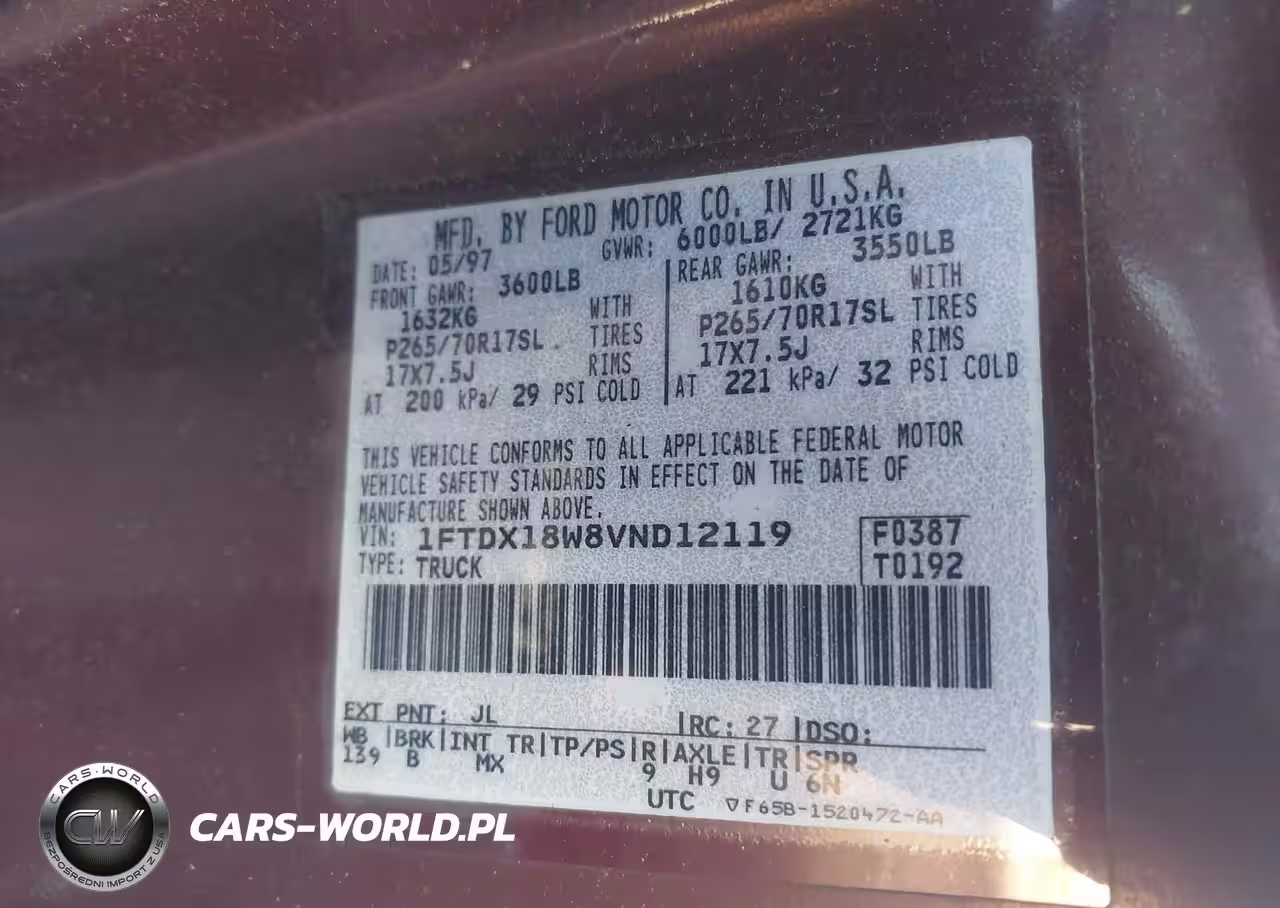 MFD. BY FORD MOTOR CO. IN U.S.A.
DATE: 05/97 GVWR: 6000LB/ 2721KG
FRONT GAWR: 3600LB
1632KG WITH
P265/70R17SL TIRES
17X7.5J RIMS
AT 200 kPa/ 29 PSI COLD
REAR GAWR: 3550LB
1610KG WITH
P265/70R17SL TIRES
17X7.5J RIMS
AT 221 kPa/ 32 PSI COLD
THIS VEHICLE CONFORMS TO ALL APPLICABLE FEDERAL MOTOR
VEHICLE SAFETY STANDARDS IN EFFECT ON THE DATE OF
MANUFACTURE SHOWN ABOVE.
VIN: 1FTDX18W8VND12119 F0387
TYPE: TRUCK T0192
EXT PNT: JL RC: 27 DSO:
WB BRK INT TR TP/PS R AXLE TR SPR
139 B MX 9 H9 U 6N
UTC ▽F65B-1520472-AA
CARS-WORLD
CW
BEZPOŚREDNI IMPORT Z USA
CARS-WORLD.PL